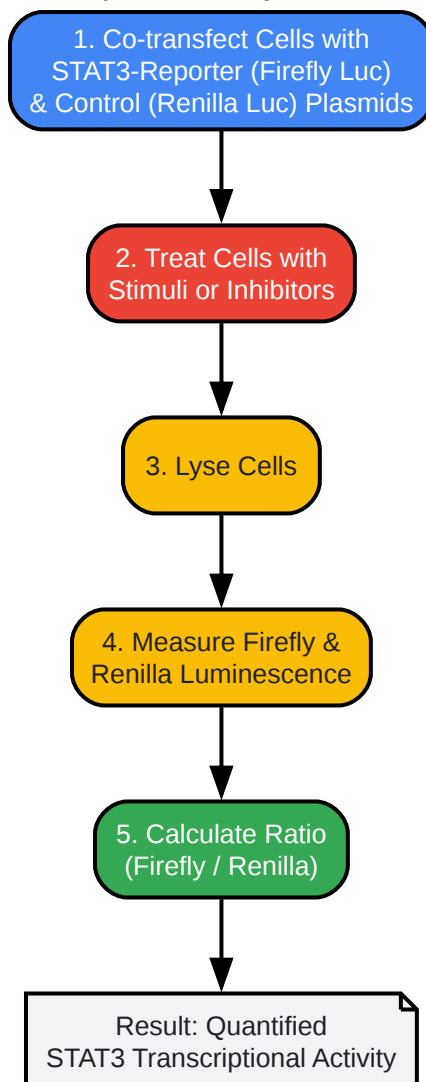 1. Co-transfect Cells with
STAT3-Reporter (Firefly Luc)
& Control (Renilla Luc) Plasmids
2. Treat Cells with
Stimuli or Inhibitors
3. Lyse Cells
4. Measure Firefly &
Renilla Luminescence
5. Calculate Ratio
(Firefly / Renilla)
Result: Quantified
STAT3 Transcriptional Activity